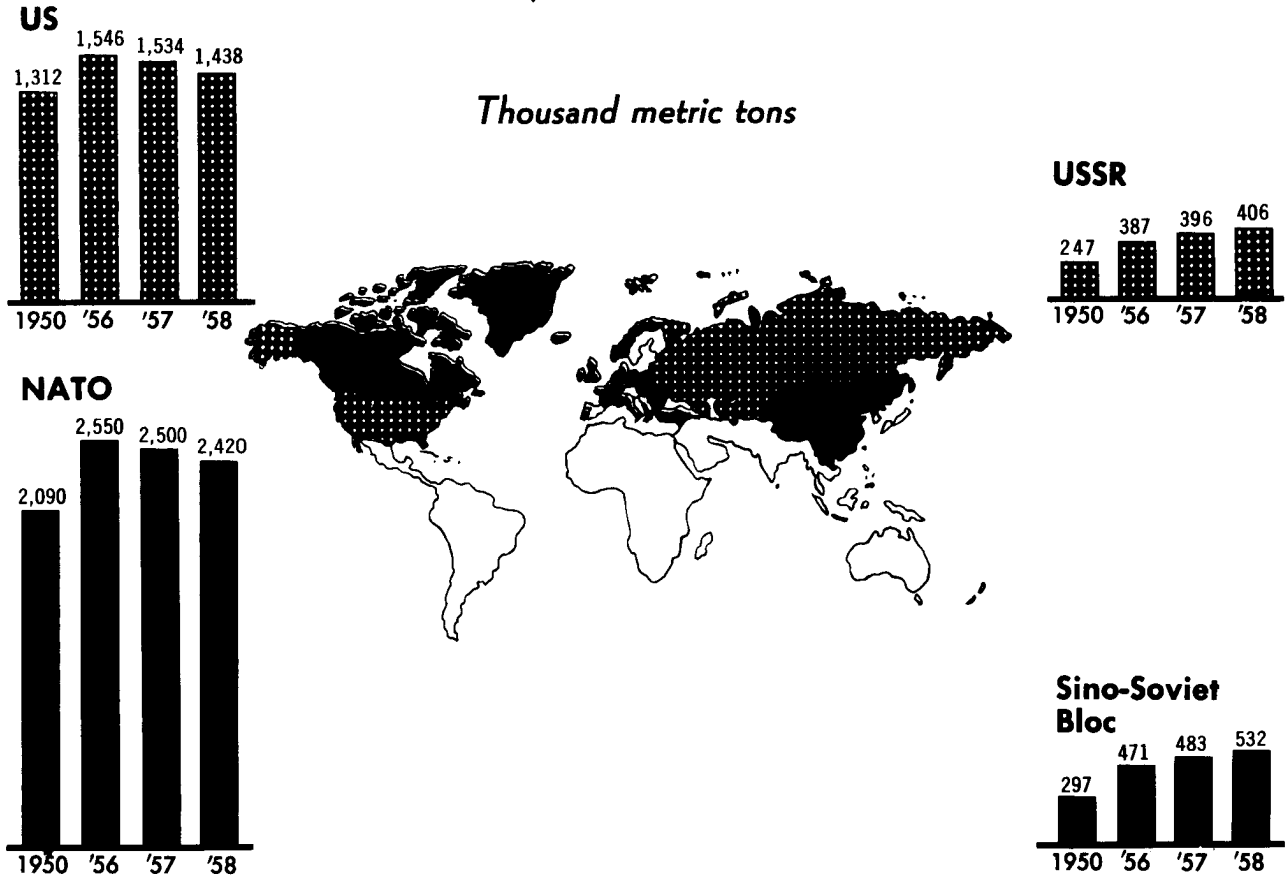 US
1,312 1,546 1,534 1,438
1950 '56 '57 '58
Thousand metric tons
USSR
247 387 396 406
1950 '56 '57 '58
NATO
2,090 2,550 2,500 2,420
1950 '56 '57 '58
Sino-Soviet
Bloc
297 471 483 532
1950 '56 '57 '58